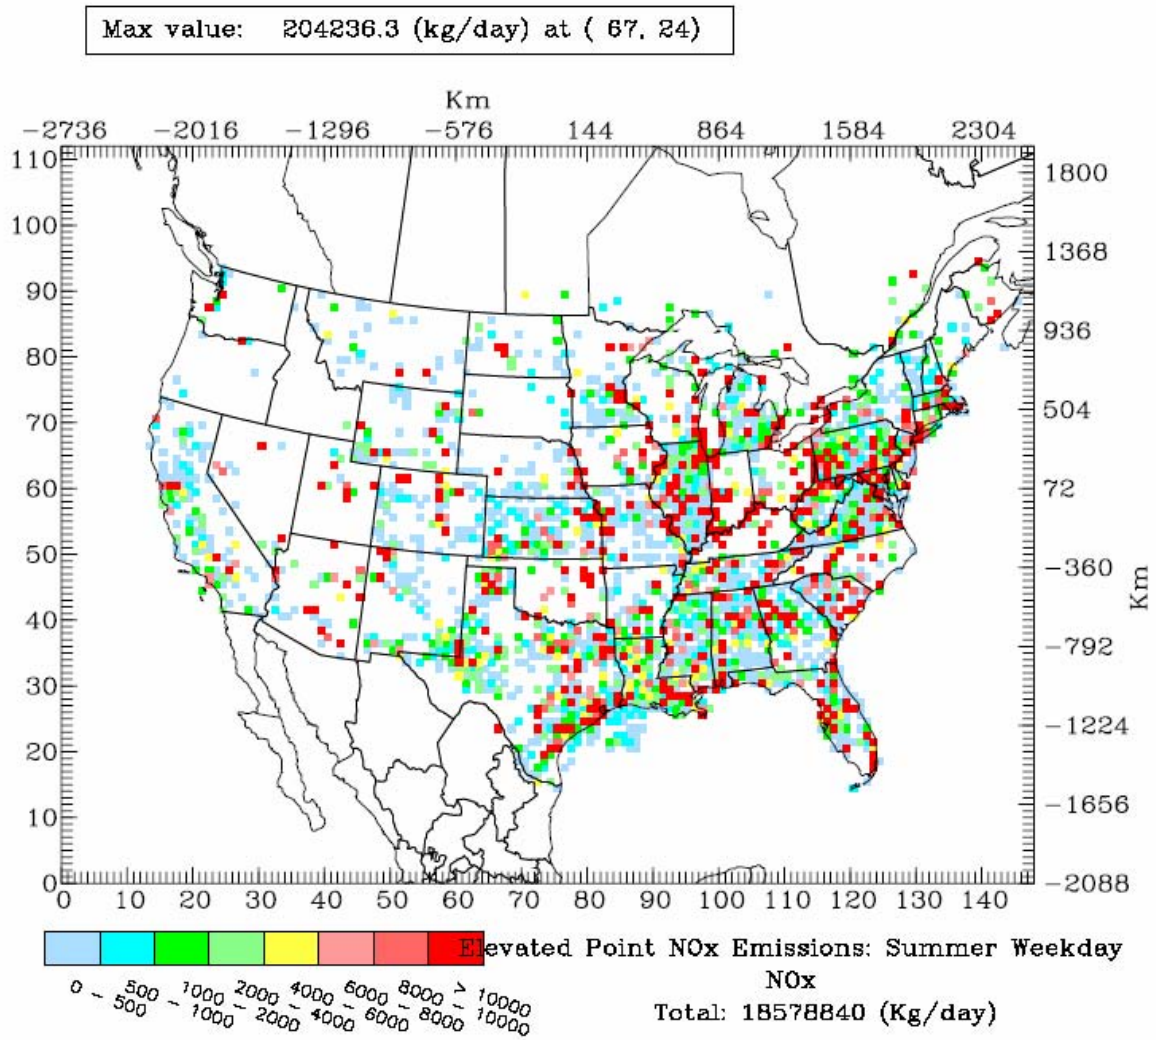 Max value: 204236.3 (kg/day) at ( 67, 24)
Km
-2736 -2016 -1296 -576 144 864 1584 2304
110
100
90
80
70
60
50
40
30
20
10
0
1800
1368
936
504
72
-360
-792
-1224
-1656
-2088
Km
0 10 20 30 40 50 60 70 80 90 100 110 120 130 140
0 - 500
500 - 1000
1000 - 2000
2000 - 4000
4000 - 6000
6000 - 8000
8000 - 10000
> 10000
Elevated Point NOx Emissions: Summer Weekday
NOx
Total: 18578840 (Kg/day)